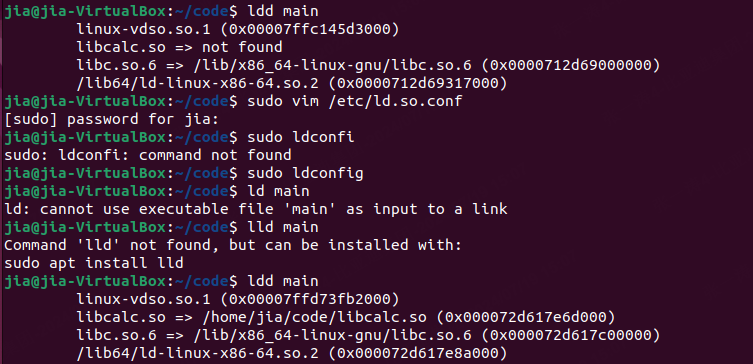 jia@jia-VirtualBox:~/code$ ldd main
linux-vdso.so.1 (0x00007ffc145d3000)
libcalc.so => not found
libc.so.6 => /lib/x86_64-linux-gnu/libc.so.6 (0x0000712d69000000)
/lib64/ld-linux-x86-64.so.2 (0x0000712d69317000)
jia@jia-VirtualBox:~/code$ sudo vim /etc/ld.so.conf
[sudo] password for jia:
jia@jia-VirtualBox:~/code$ sudo ldconfi
sudo: ldconfi: command not found
jia@jia-VirtualBox:~/code$ sudo ldconfig
jia@jia-VirtualBox:~/code$ ld main
ld: cannot use executable file 'main' as input to a link
jia@jia-VirtualBox:~/code$ lld main
Command 'lld' not found, but can be installed with:
sudo apt install lld
jia@jia-VirtualBox:~/code$ ldd main
linux-vdso.so.1 (0x00007ffd73fb2000)
libcalc.so => /home/jia/code/libcalc.so (0x000072d617e6d000)
libc.so.6 => /lib/x86_64-linux-gnu/libc.so.6 (0x000072d617c00000)
/lib64/ld-linux-x86-64.so.2 (0x000072d617e8a000)